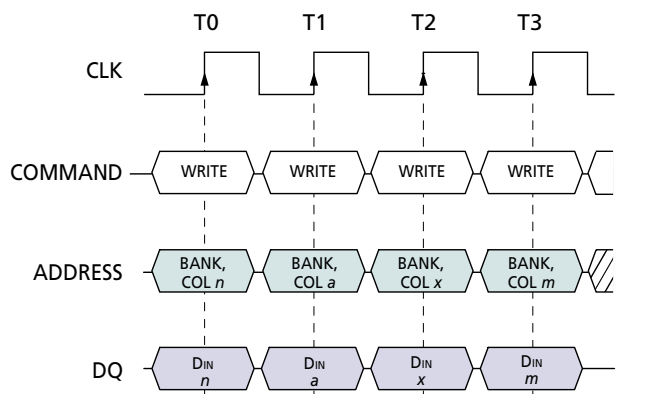 T0 T1 T2 T3
CLK
COMMAND WRITE WRITE WRITE WRITE
ADDRESS BANK, BANK, BANK, BANK,
COL n COL a COL x COL m
DQ DIN DIN DIN DIN
n a x m